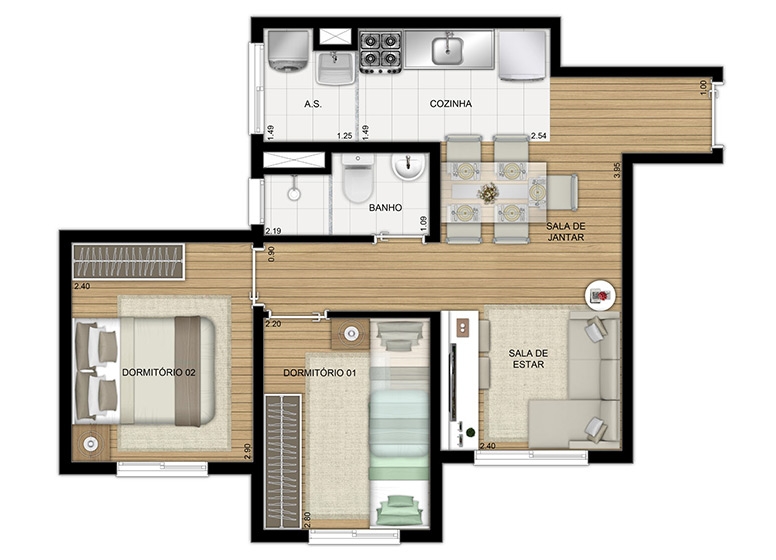 1.00
A.S.
COZINHA
1.49
1.25
1.49
2.54
3.95
BANHO
2.19
1.09
SALA DE
JANTAR
0.90
2.40
2.20
SALA DE
ESTAR
DORMITÓRIO 02
DORMITÓRIO 01
2.90
2.40
2.80